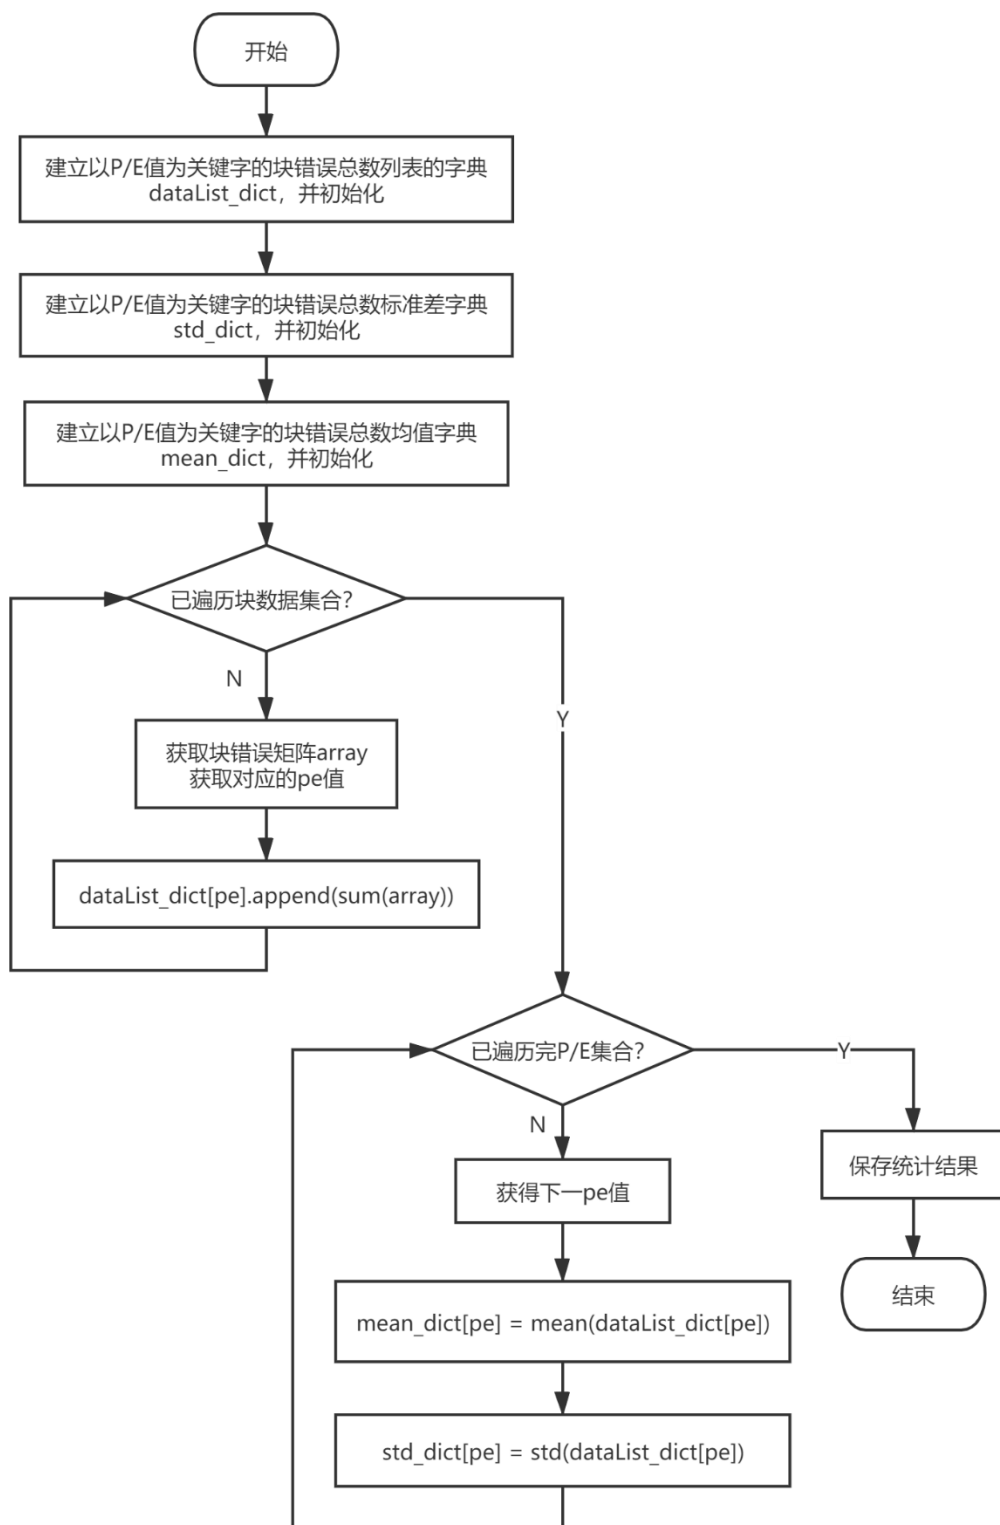 开始
建立以P/E值为关键字的块错误总数列表的字典
dataList_dict，并初始化
建立以P/E值为关键字的块错误总数标准差字典
std_dict，并初始化
建立以P/E值为关键字的块错误总数均值字典
mean_dict，并初始化
已遍历块数据集合？
N
Y
获取块错误矩阵array
获取对应的pe值
dataList_dict[pe].append(sum(array))
已遍历完P/E集合？
Y
N
保存统计结果
获得下一pe值
结束
mean_dict[pe] = mean(dataList_dict[pe])
std_dict[pe] = std(dataList_dict[pe])